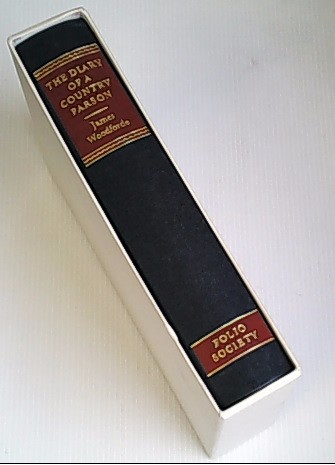 THE DIARY
OF A
COUNTRY
PARSON
James
Woodforde
FOLIO
SOCIETY